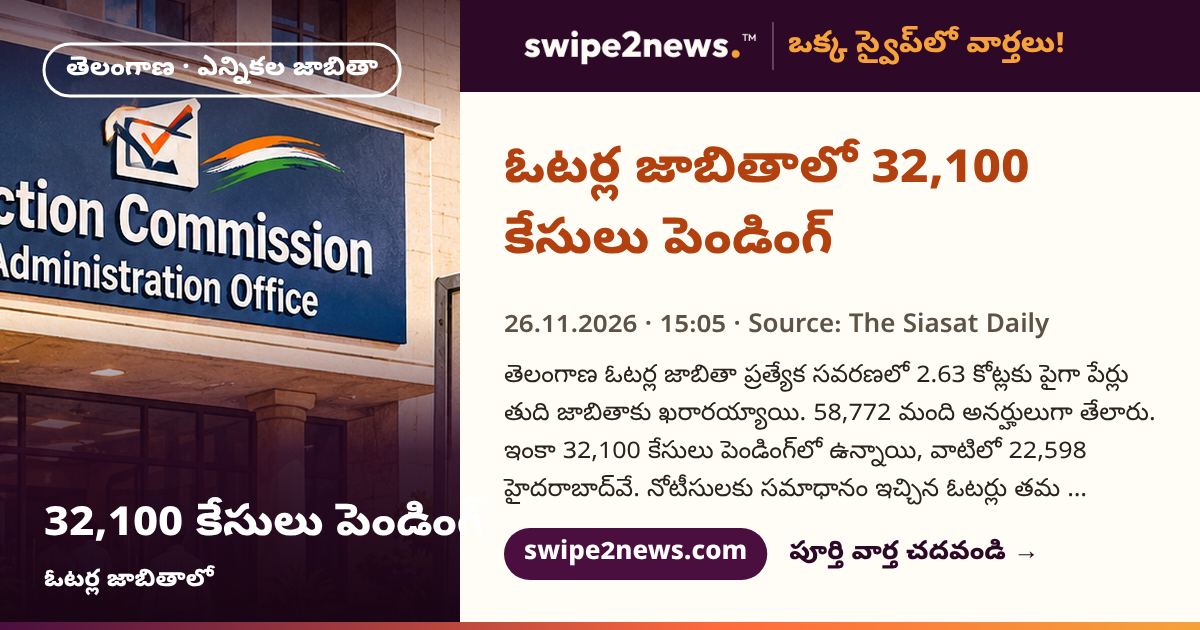 తెలంగాణ · ఎన్నికల జాబితా
ction Commission
Administration Office
32,100 కేసులు పెండింగ్
ఓటర్ల జాబితాలో
swipe2news.™
ఒక్క స్వైప్‌లో వార్తలు!
ఓటర్ల జాబితాలో 32,100
కేసులు పెండింగ్
26.11.2026 · 15:05 · Source: The Siasat Daily
తెలంగాణ ఓటర్ల జాబితా ప్రత్యేక సవరణలో 2.63 కోట్లకు పైగా పేర్లు
తుది జాబితాకు ఖరారయ్యాయి. 58,772 మంది అనర్హులుగా తేలారు.
ఇంకా 32,100 కేసులు పెండింగ్‌లో ఉన్నాయి, వాటిలో 22,598
హైదరాబాద్‌వే. నోటీసులకు సమాధానం ఇచ్చిన ఓటర్లు తమ ...
swipe2news.com
పూర్తి వార్త చదవండి →